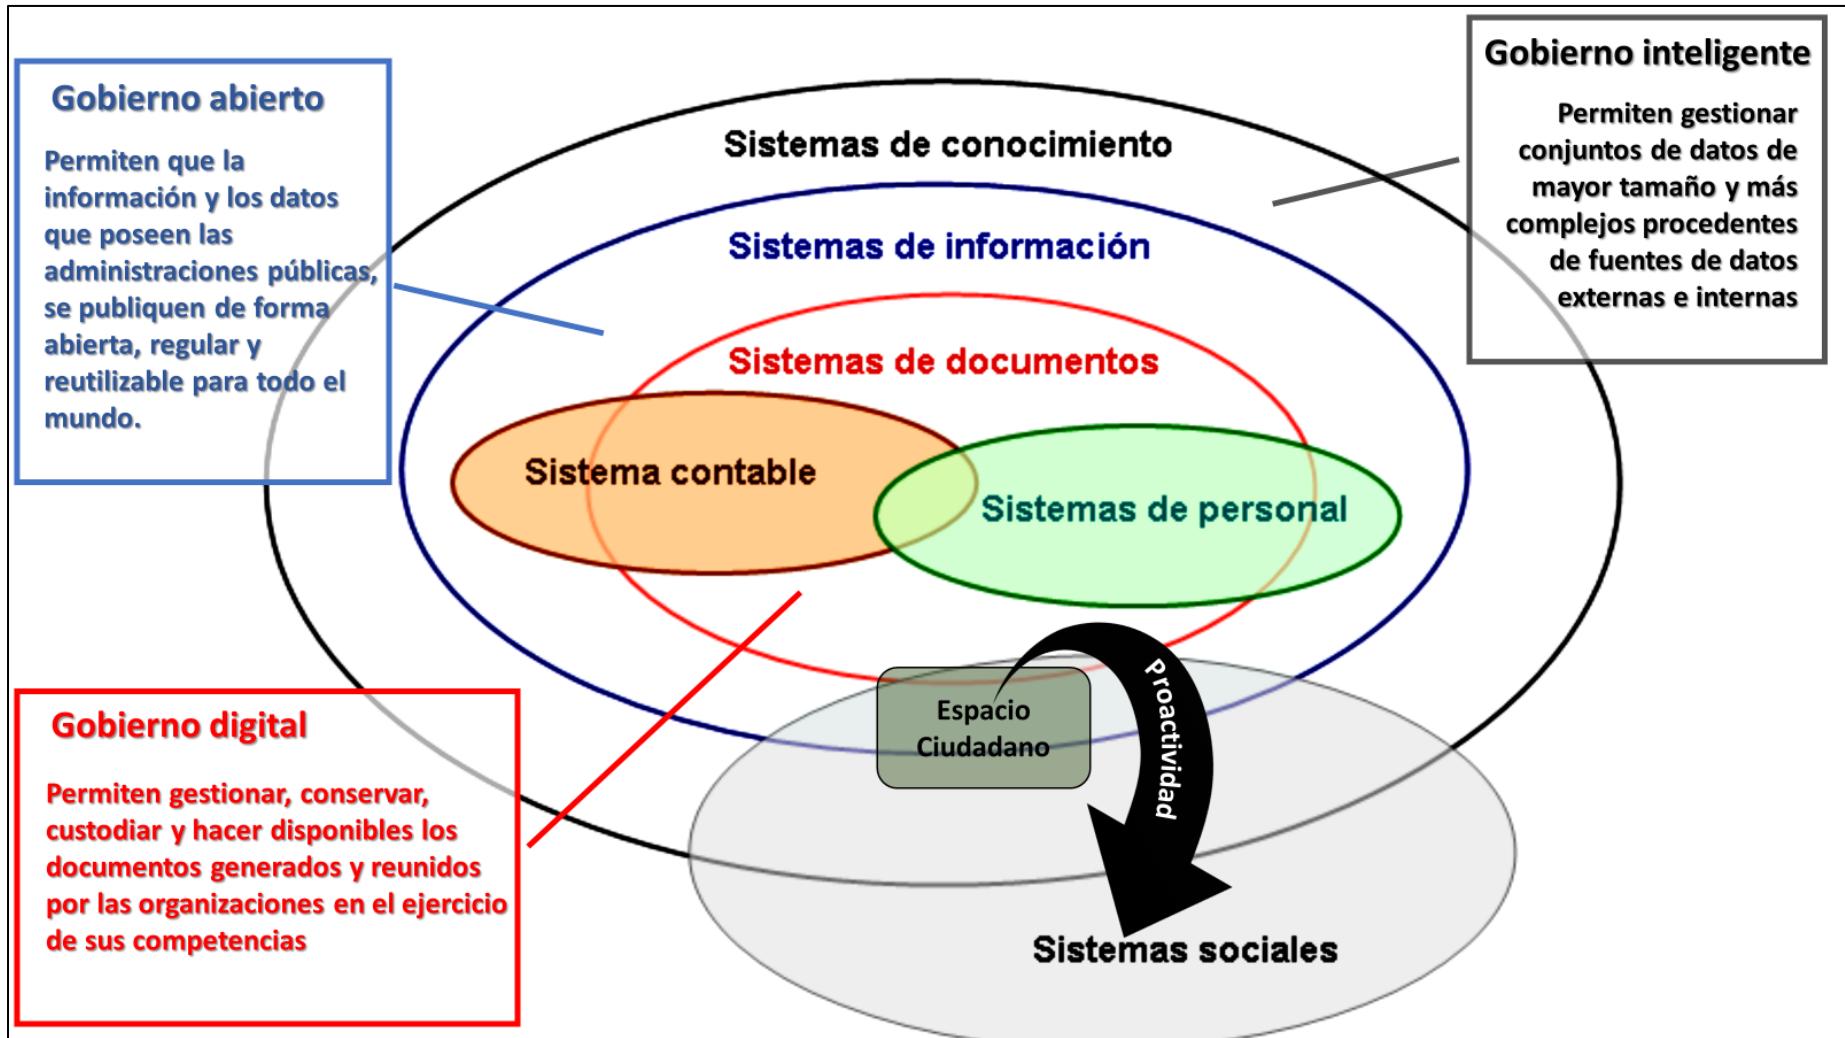 Gobierno abierto
Permiten que la
información y los datos
que poseen las
administraciones públicas,
se publiquen de forma
abierta, regular y
reutilizable para todo el
mundo.
Gobierno inteligente
Permiten gestionar
conjuntos de datos de
mayor tamaño y más
complejos procedentes
de fuentes de datos
externas e internas
Sistemas de conocimiento
Sistemas de información
Sistemas de documentos
Sistema contable
Sistemas de personal
Gobierno digital
Permiten gestionar, conservar,
custodiar y hacer disponibles los
documentos generados y reunidos
por las organizaciones en el ejercicio
de sus competencias
Espacio
Ciudadano
Proactividad
Sistemas sociales